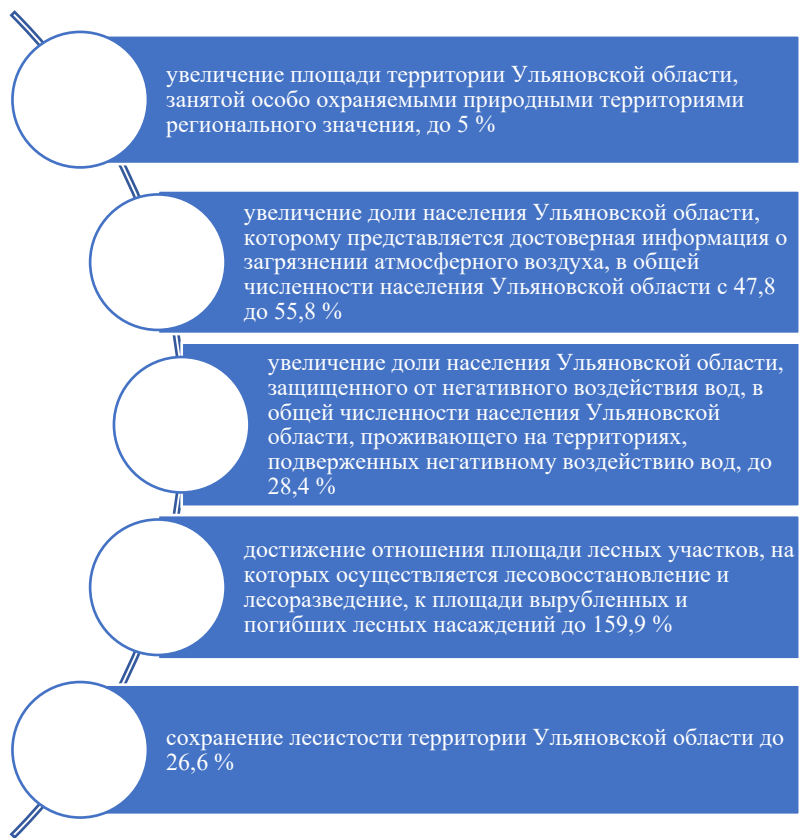 увеличение площади территории Ульяновской области,
занятой особо охраняемыми природными территориями
регионального значения, до 5 %
увеличение доли населения Ульяновской области,
которому представляется достоверная информация о
загрязнении атмосферного воздуха, в общей
численности населения Ульяновской области с 47,8
до 55,8 %
увеличение доли населения Ульяновской области,
защищенного от негативного воздействия вод, в
общей численности населения Ульяновской
области, проживающего на территориях,
подверженных негативному воздействию вод, до
28,4 %
достижение отношения площади лесных участков, на
которых осуществляется лесовосстановление и
лесоразведение, к площади вырубленных и
погибших лесных насаждений до 159,9 %
сохранение лесистости территории Ульяновской области до
26,6 %